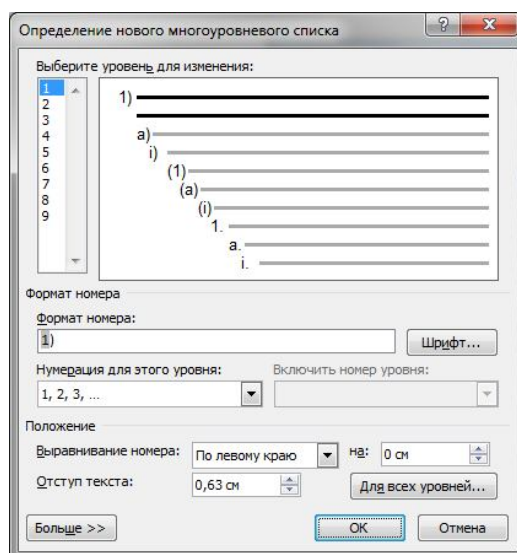 Определение нового многоуровневого списка
Выберите уровень для изменения:
1
2
3
4
5
6
7
8
9
1)
a)
i)
(1)
(a)
(i)
1.
a.
i.
Формат номера
Формат номера:
1)
Шрифт...
Нумерация для этого уровня:
Включить номер уровня:
1, 2, 3, ...
Положение
Выравнивание номера:
По левому краю
на:
0 см
Отступ текста:
0,63 см
Для всех уровней...
Больше >>
ОК
Отмена